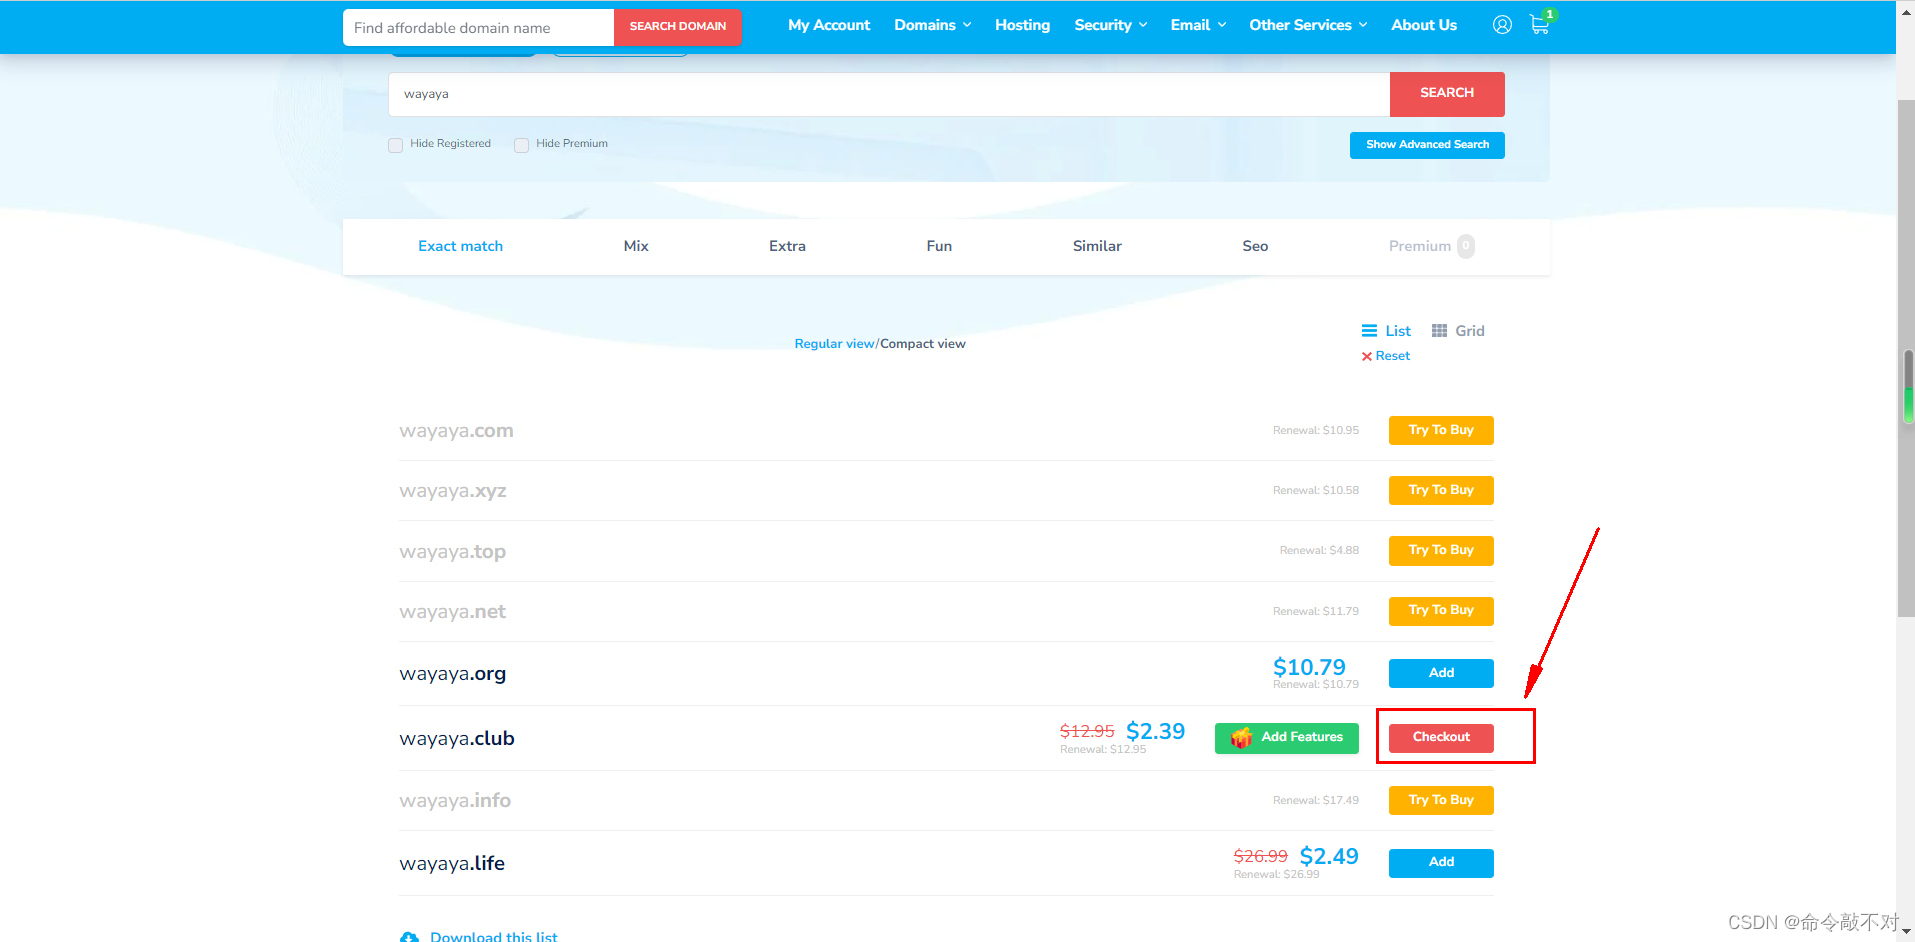 Find affordable domain name
SEARCH DOMAIN
My Account
Domains
Hosting
Security
Email
Other Services
About Us
1
wayaya
SEARCH
Hide Registered
Hide Premium
Show Advanced Search
Exact match
Mix
Extra
Fun
Similar
Seo
Premium 0
Regular view/Compact view
List
Grid
Reset
wayaya.com
Renewal: $10.95
Try To Buy
wayaya.xyz
Renewal: $10.58
Try To Buy
wayaya.top
Renewal: $4.88
Try To Buy
wayaya.net
Renewal: $11.79
Try To Buy
wayaya.org
$10.79
Renewal: $10.79
Add
wayaya.club
$12.95 $2.39
Renewal: $12.95
Add Features
Checkout
wayaya.info
Renewal: $17.49
Try To Buy
wayaya.life
$26.99 $2.49
Renewal: $26.99
Add
Download this list
CSDN @命令敲不对